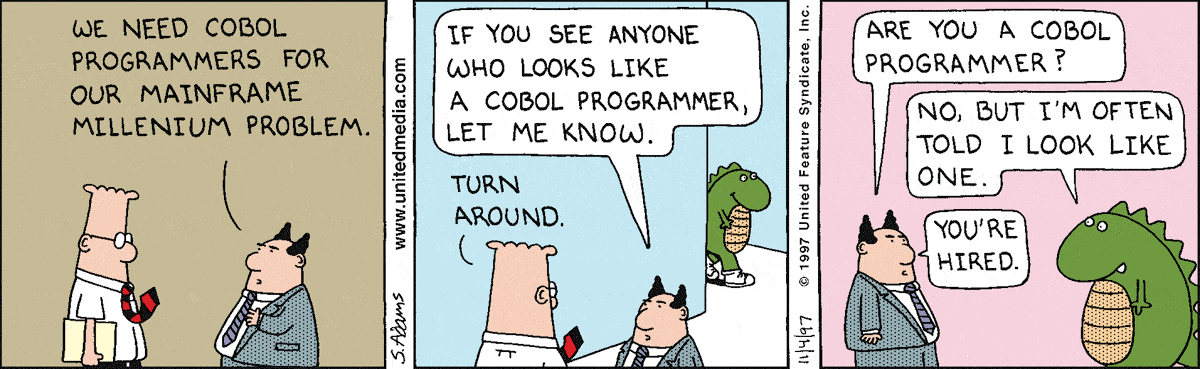 WE NEED COBOL
PROGRAMMERS FOR
OUR MAINFRAME
MILLENIUM PROBLEM.
S. Adams
www.unitedmedia.com
IF YOU SEE ANYONE
WHO LOOKS LIKE
A COBOL PROGRAMMER,
LET ME KNOW.
TURN
AROUND.
11/4/97
© 1997 United Feature Syndicate, Inc.
ARE YOU A COBOL
PROGRAMMER?
NO, BUT I'M OFTEN
TOLD I LOOK LIKE
ONE.
YOU'RE
HIRED.